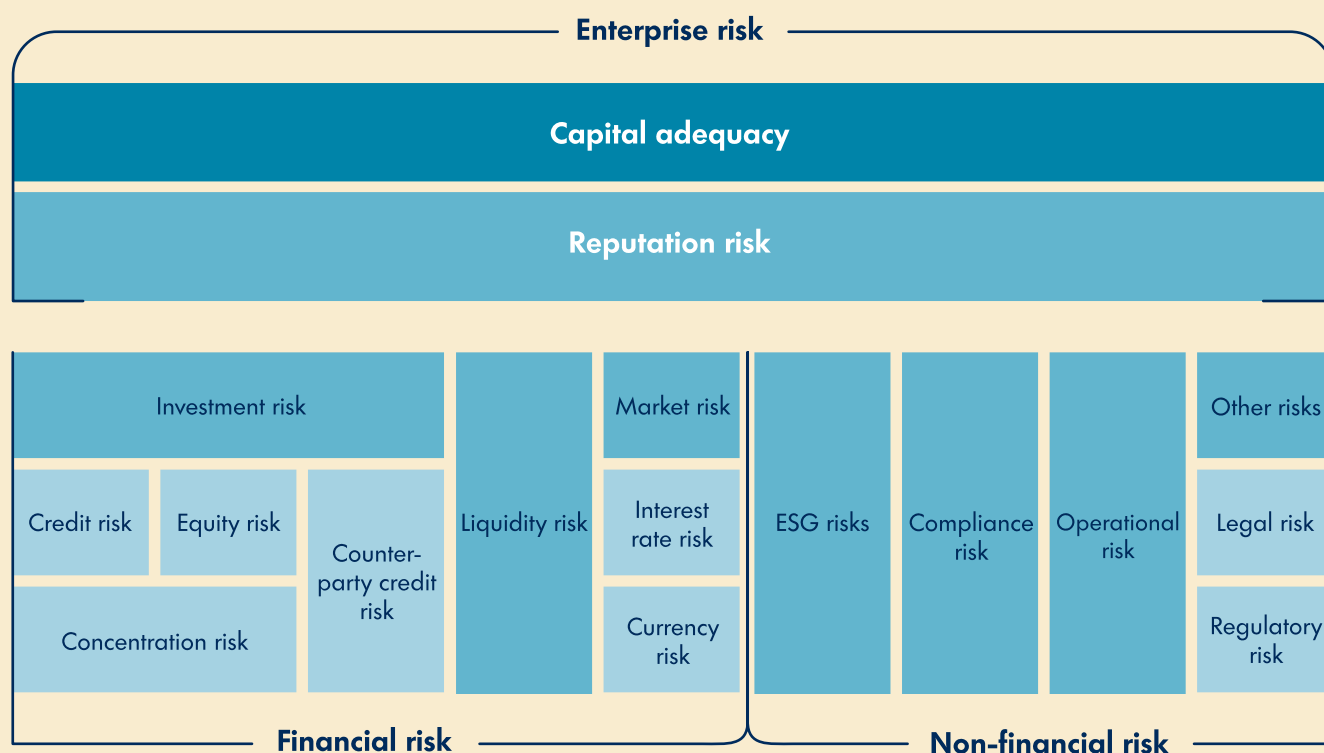 Enterprise risk
Capital adequacy
Reputation risk
Investment risk
Market risk
Other risks
Credit risk
Equity risk
Counter-
party credit
risk
Liquidity risk
Interest
rate risk
ESG risks
Compliance
risk
Operational
risk
Legal risk
Concentration risk
Currency
risk
Regulatory
risk
Financial risk
Non-financial risk